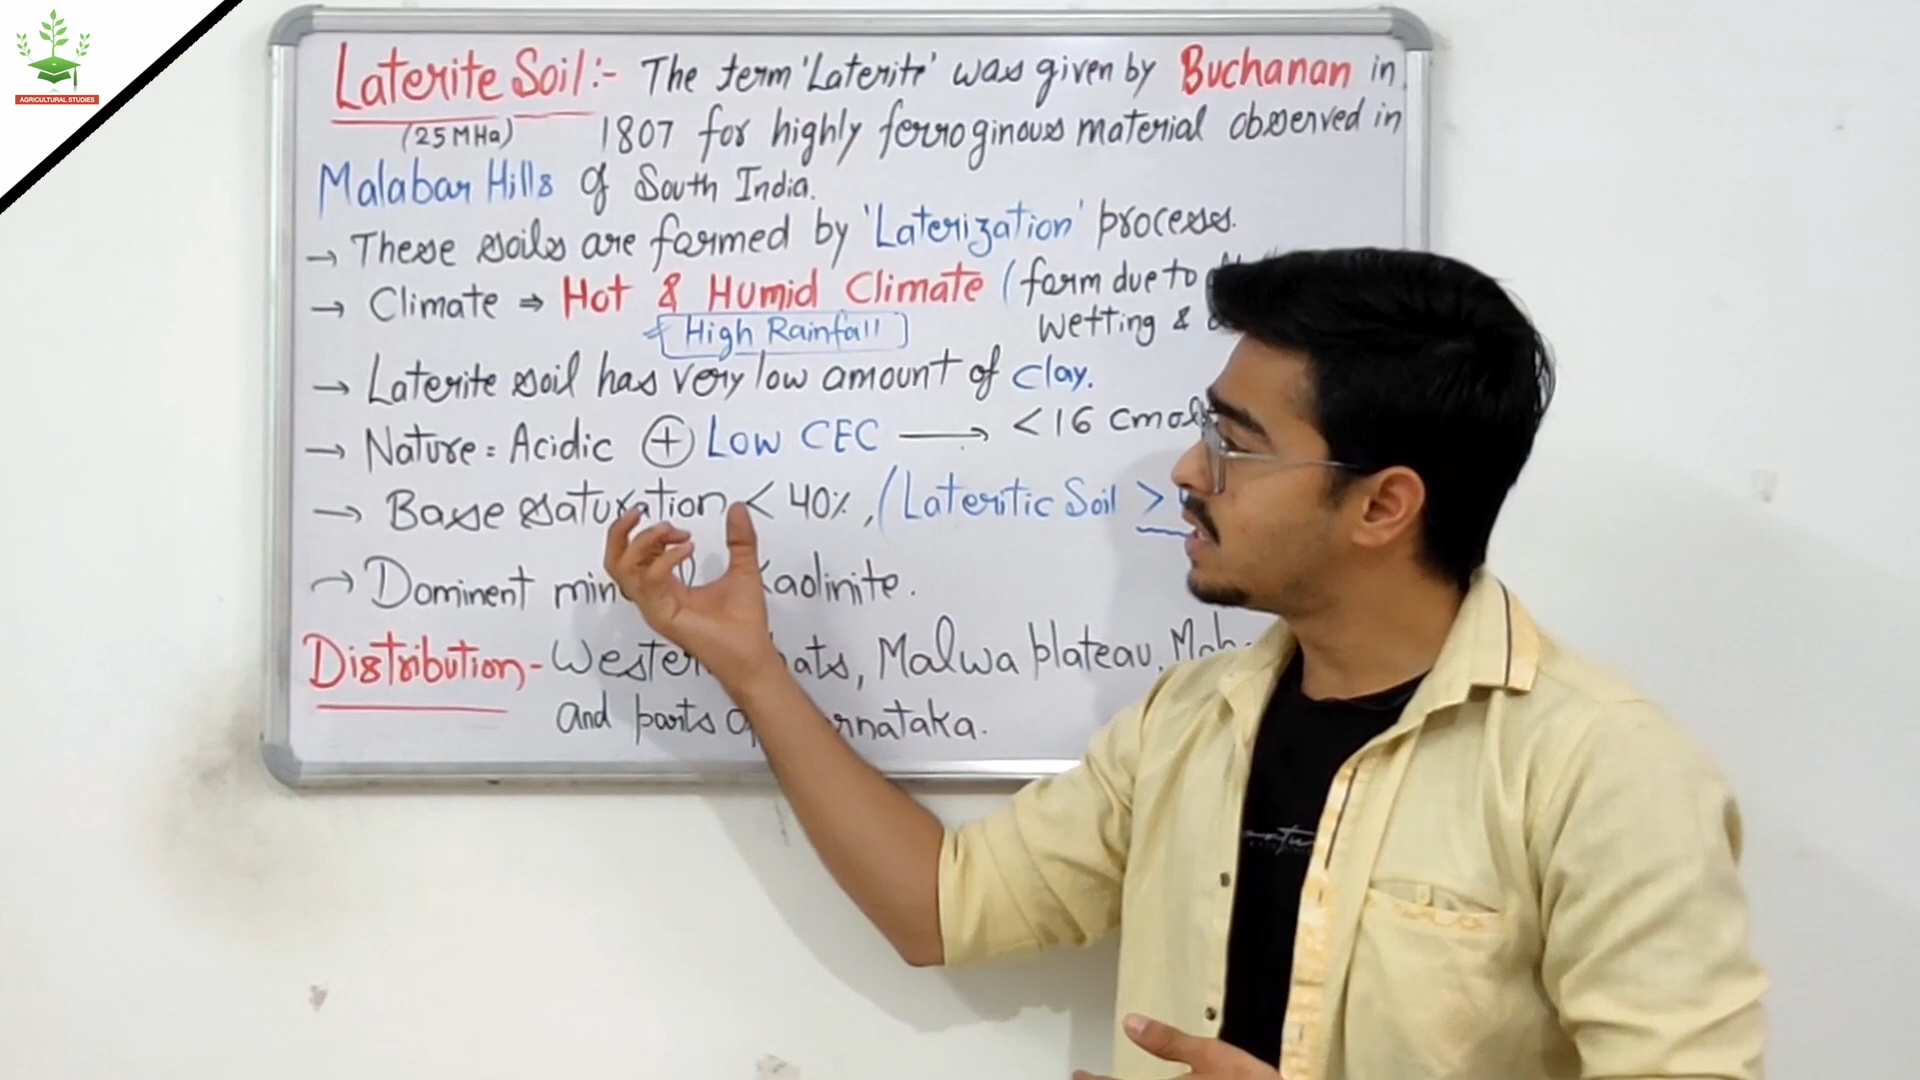 AGRICULTURAL STUDIES
Laterite Soil :- The term 'Laterite' was given by Buchanan in
(25 MHa) 1807 for highly ferroginous material observed in
Malabar Hills of South India.
→ These soils are formed by 'Laterization' process.
→ Climate ⇒ Hot & Humid Climate (form due to
[High Rainfall] wetting &
→ Laterite soil has very low amount of clay.
→ Nature = Acidic ⊕ Low CEC ⟶ < 16 cmol
→ Base saturation < 40%, (Lateritic Soil >
→ Dominent min Kaolinite.
Distribution - Western Ghats, Malwa plateau, Mah
and parts of Karnataka.